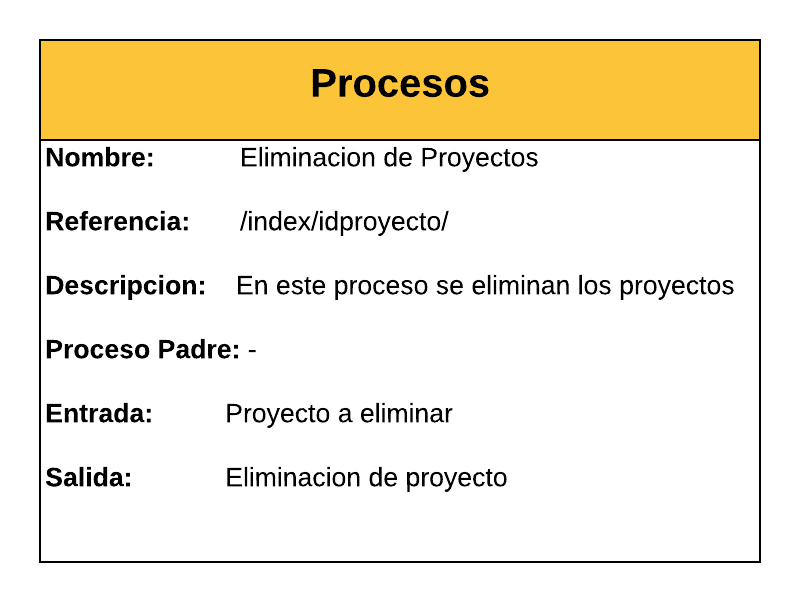 Procesos
Nombre: Eliminacion de Proyectos
Referencia: /index/idproyecto/
Descripcion: En este proceso se eliminan los proyectos
Proceso Padre: -
Entrada: Proyecto a eliminar
Salida: Eliminacion de proyecto